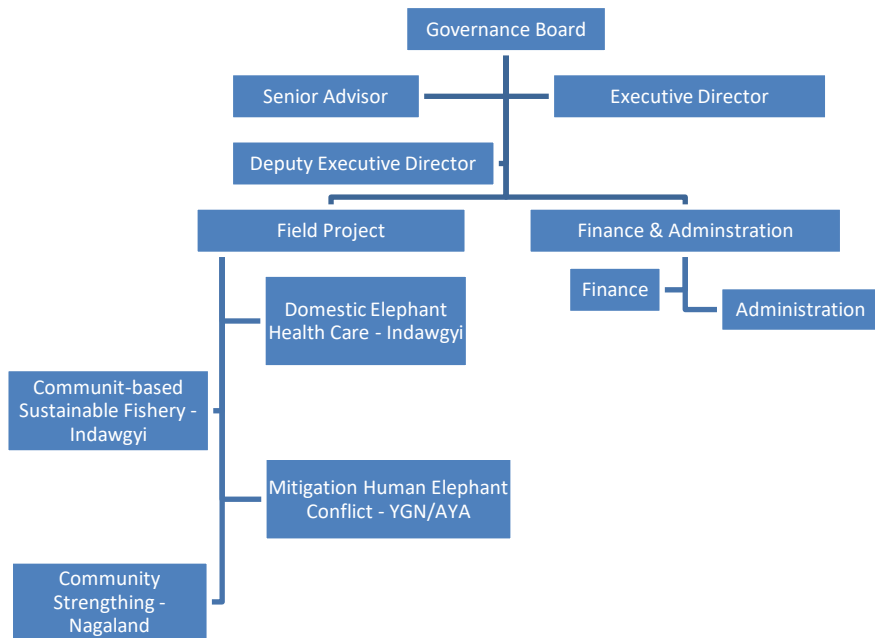 Governance Board
Senior Advisor
Executive Director
Deputy Executive Director
Field Project
Finance & Adminstration
Domestic Elephant
Health Care - Indawgyi
Finance
Administration
Communit-based
Sustainable Fishery -
Indawgyi
Mitigation Human Elephant
Conflict - YGN/AYA
Community
Strengthing -
Nagaland